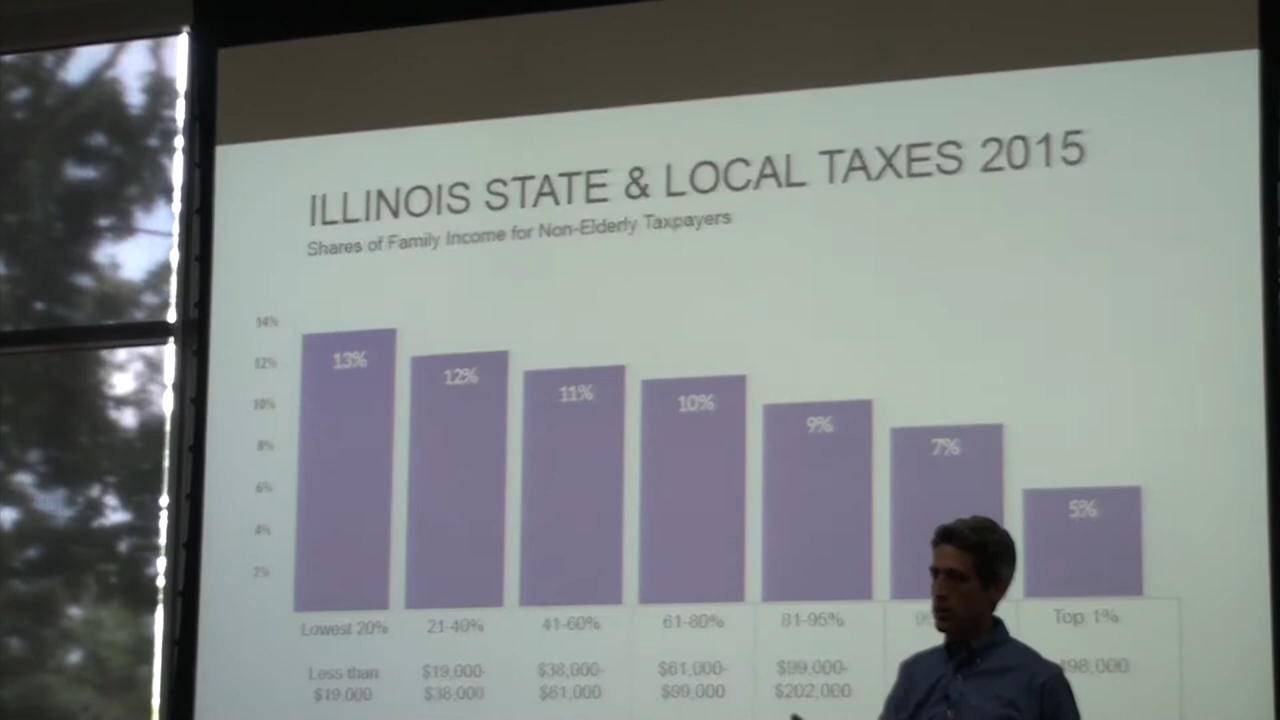 ILLINOIS STATE & LOCAL TAXES 2015
Shares of Family Income for Non-Elderly Taxpayers
14%
12%
10%
8%
6%
4%
2%
13%
12%
11%
10%
9%
7%
5%
Lowest 20% 21-40% 41-60% 61-80% 81-95% Top 1%
Less than $19,000- $38,000- $61,000- $99,000- 498,000
$19,000 $38,000 $61,000 $99,000 $202,000